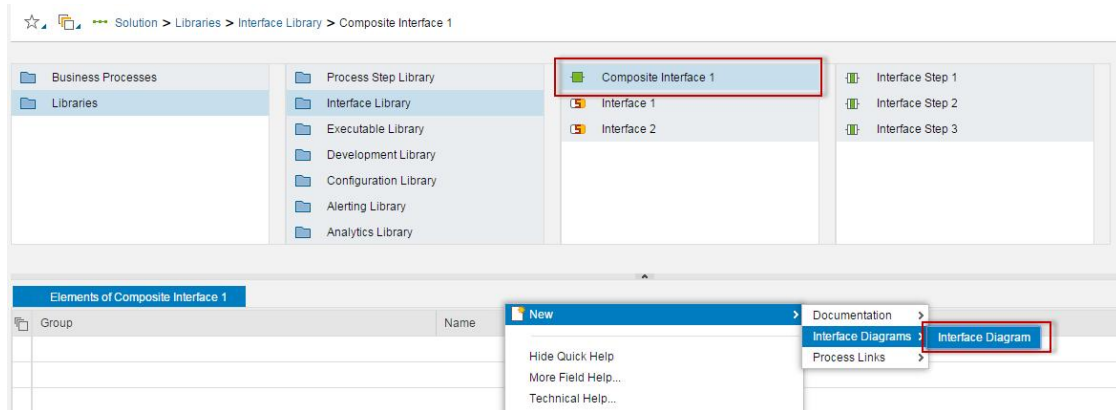 Solution > Libraries > Interface Library > Composite Interface 1
Business Processes
Libraries
Process Step Library
Interface Library
Executable Library
Development Library
Configuration Library
Alerting Library
Analytics Library
Composite Interface 1
Interface 1
Interface 2
Interface Step 1
Interface Step 2
Interface Step 3
Elements of Composite Interface 1
Group
Name
New
Hide Quick Help
More Field Help...
Technical Help...
Documentation
Interface Diagrams
Process Links
Interface Diagram